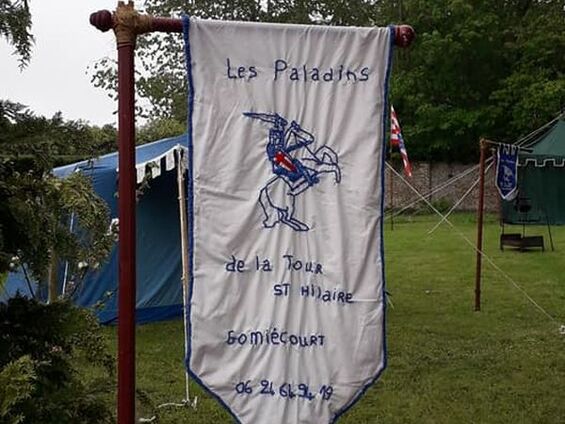 Les Paladins
de la Tour
ST Hilaire
Gomiécourt
06 24 64 94 19